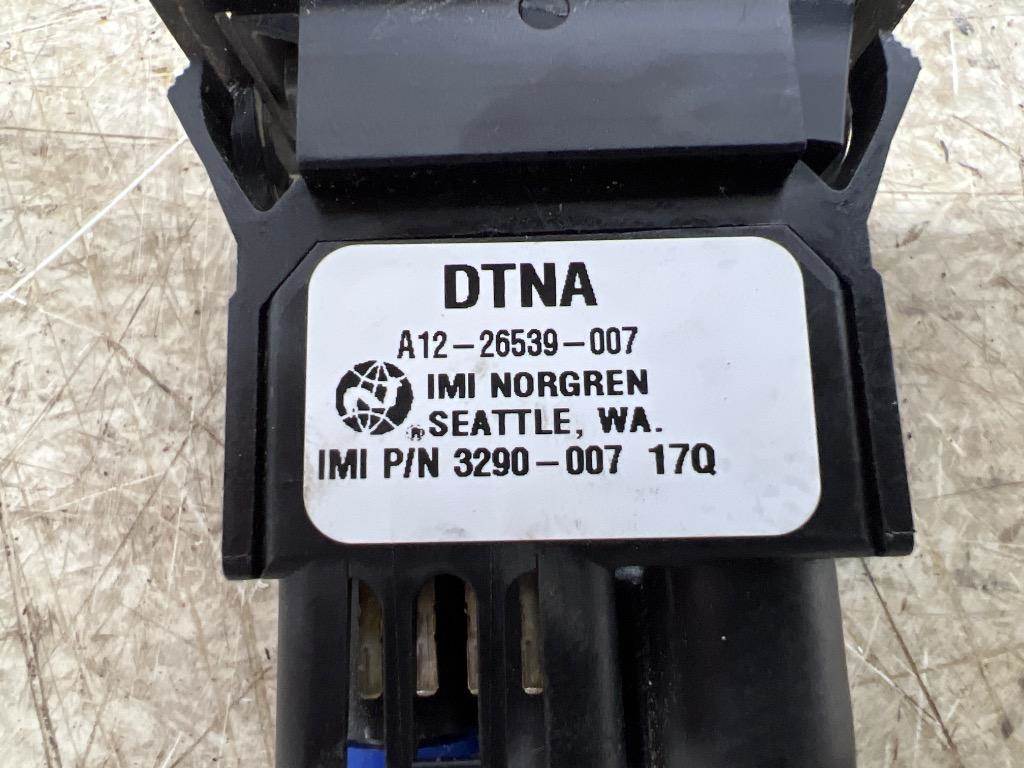 DTNA
A12-26539-007
IMI NORGREN
® SEATTLE, WA.
IMI P/N 3290-007 17Q